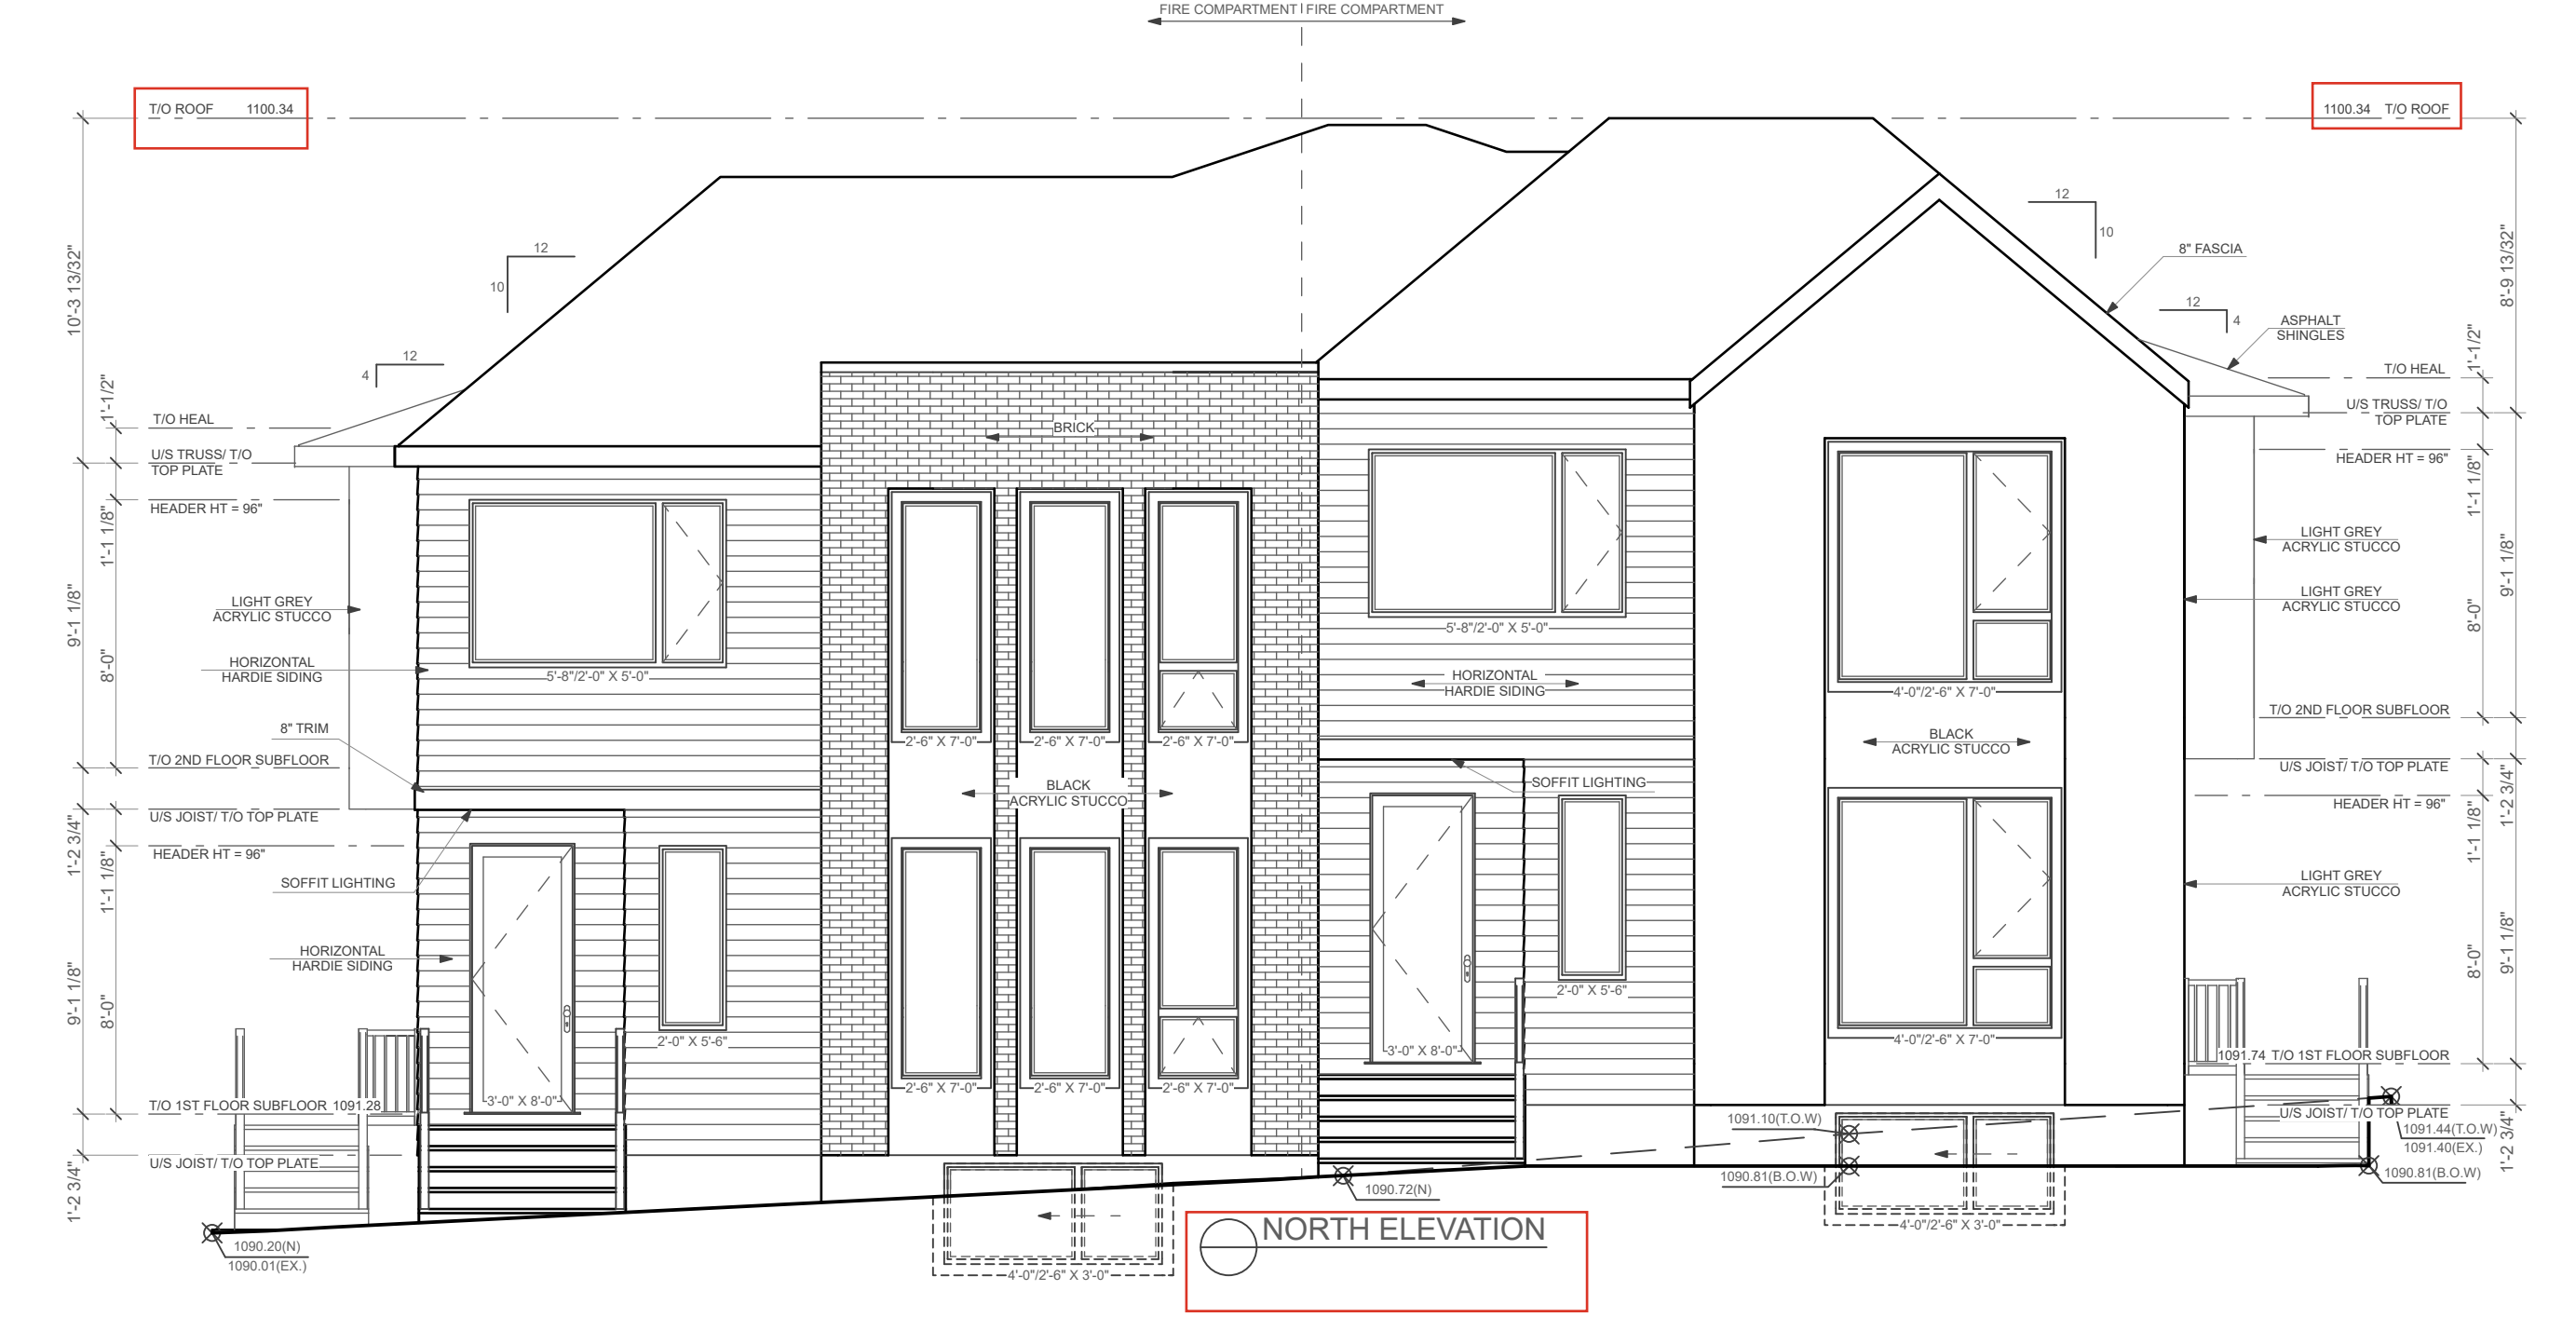 FIRE COMPARTMENT FIRE COMPARTMENT
T/O ROOF 1100.34
1100.34 T/O ROOF
12
10
12
4
12
10
8" FASCIA
12
4
ASPHALT
SHINGLES
10'-3 13/32"
1'-1/2"
T/O HEAL
U/S TRUSS/ T/O
TOP PLATE
HEADER HT = 96"
1'-1 1/8"
9'-1 1/8"
8'-0"
LIGHT GREY
ACRYLIC STUCCO
HORIZONTAL
HARDIE SIDING
8" TRIM
T/O 2ND FLOOR SUBFLOOR
U/S JOIST/ T/O TOP PLATE
1'-2 3/4"
HEADER HT = 96"
1'-1 1/8"
SOFFIT LIGHTING
HORIZONTAL
HARDIE SIDING
9'-1 1/8"
8'-0"
T/O 1ST FLOOR SUBFLOOR 1091.28
U/S JOIST/ T/O TOP PLATE
1'-2 3/4"
1090.20(N)
1090.01(EX.)
5'-8"/2'-0" X 5'-0"
3'-0" X 8'-0"
2'-0" X 5'-6"
BRICK
2'-6" X 7'-0"
2'-6" X 7'-0"
2'-6" X 7'-0"
BLACK
ACRYLIC STUCCO
2'-6" X 7'-0"
2'-6" X 7'-0"
2'-6" X 7'-0"
4'-0"/2'-6" X 3'-0"
5'-8"/2'-0" X 5'-0"
HORIZONTAL
HARDIE SIDING
SOFFIT LIGHTING
3'-0" X 8'-0"
2'-0" X 5'-6"
1090.72(N)
4'-0"/2'-6" X 7'-0"
BLACK
ACRYLIC STUCCO
4'-0"/2'-6" X 7'-0"
1091.10(T.O.W)
1090.81(B.O.W)
4'-0"/2'-6" X 3'-0"
8'-9 13/32"
1'-1/2"
T/O HEAL
U/S TRUSS/ T/O
TOP PLATE
HEADER HT = 96"
1'-1 1/8"
LIGHT GREY
ACRYLIC STUCCO
9'-1 1/8"
LIGHT GREY
ACRYLIC STUCCO
8'-0"
T/O 2ND FLOOR SUBFLOOR
U/S JOIST/ T/O TOP PLATE
1'-2 3/4"
HEADER HT = 96"
1'-1 1/8"
LIGHT GREY
ACRYLIC STUCCO
9'-1 1/8"
8'-0"
1091.74 T/O 1ST FLOOR SUBFLOOR
U/S JOIST/ T/O TOP PLATE
1091.44(T.O.W)
1091.40(EX.)
1'-2 3/4"
1090.81(B.O.W)
NORTH ELEVATION